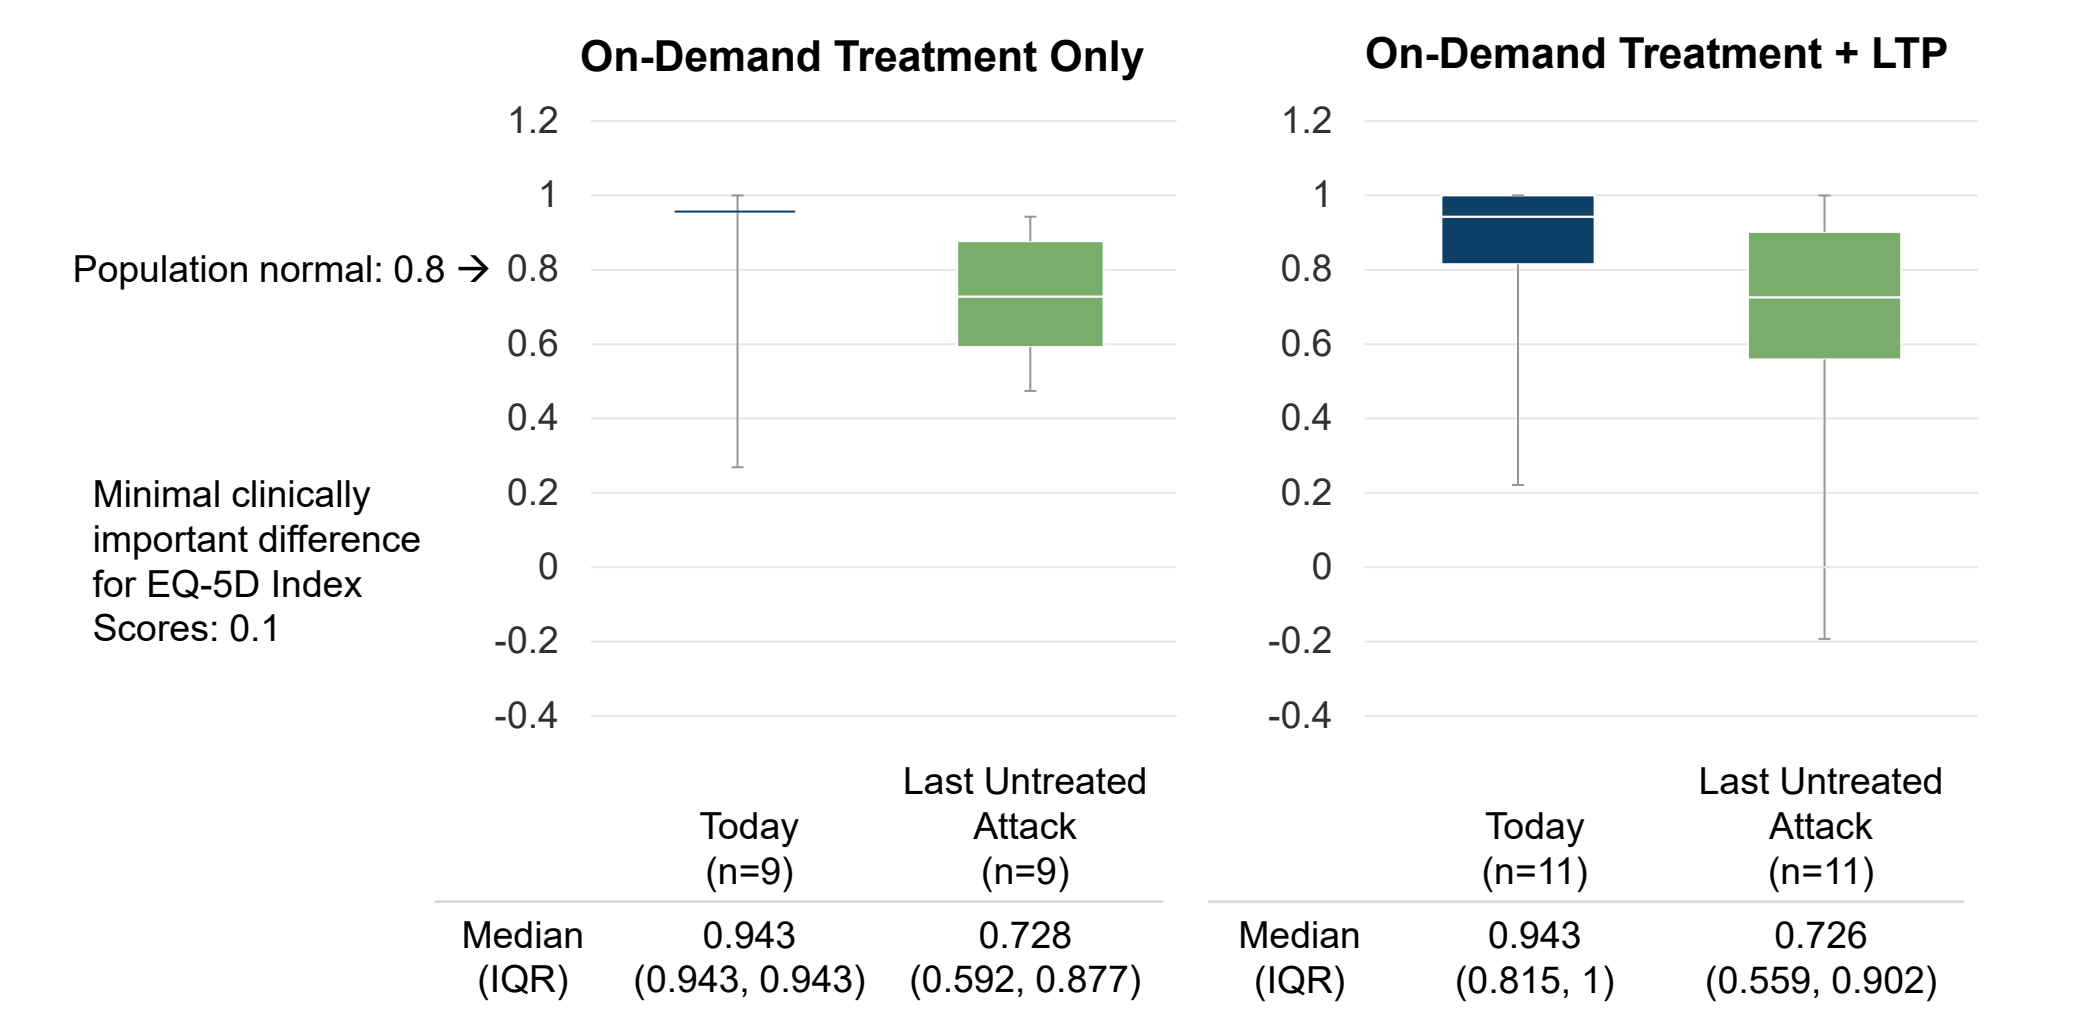 On-Demand Treatment Only
1.2
1
Population normal: 0.8 → 0.8
0.6
0.4
0.2
0
-0.2
-0.4
Minimal clinically
important difference
for EQ-5D Index
Scores: 0.1
Today
(n=9)
Last Untreated
Attack
(n=9)
Median
(IQR)
0.943
(0.943, 0.943)
0.728
(0.592, 0.877)
On-Demand Treatment + LTP
1.2
1
0.8
0.6
0.4
0.2
0
-0.2
-0.4
Today
(n=11)
Last Untreated
Attack
(n=11)
Median
(IQR)
0.943
(0.815, 1)
0.726
(0.559, 0.902)